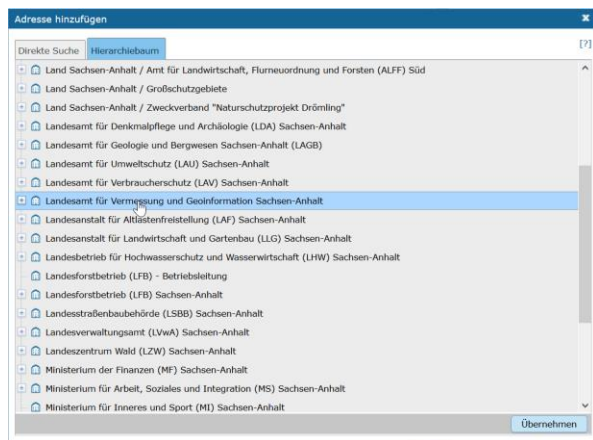 Adresse hinzufügen
[?]
Direkte Suche Hierarchiebaum
Land Sachsen-Anhalt / Amt für Landwirtschaft, Flurneuordnung und Forsten (ALFF) Süd
Land Sachsen-Anhalt / Großschutzgebiete
Land Sachsen-Anhalt / Zweckverband "Naturschutzprojekt Drömling"
Landesamt für Denkmalpflege und Archäologie (LDA) Sachsen-Anhalt
Landesamt für Geologie und Bergwesen Sachsen-Anhalt (LAGB)
Landesamt für Umweltschutz (LAU) Sachsen-Anhalt
Landesamt für Verbraucherschutz (LAV) Sachsen-Anhalt
Landesamt für Vermessung und Geoinformation Sachsen-Anhalt
Landesanstalt für Altlastenfreistellung (LAF) Sachsen-Anhalt
Landesanstalt für Landwirtschaft und Gartenbau (LLG) Sachsen-Anhalt
Landesbetrieb für Hochwasserschutz und Wasserwirtschaft (LHW) Sachsen-Anhalt
Landesforstbetrieb (LFB) - Betriebsleitung
Landesforstbetrieb (LFB) Sachsen-Anhalt
Landesstraßenbaubehörde (LSBB) Sachsen-Anhalt
Landesverwaltungsamt (LVwA) Sachsen-Anhalt
Landeszentrum Wald (LZW) Sachsen-Anhalt
Ministerium der Finanzen (MF) Sachsen-Anhalt
Ministerium für Arbeit, Soziales und Integration (MS) Sachsen-Anhalt
Ministerium für Inneres und Sport (MI) Sachsen-Anhalt
Übernehmen